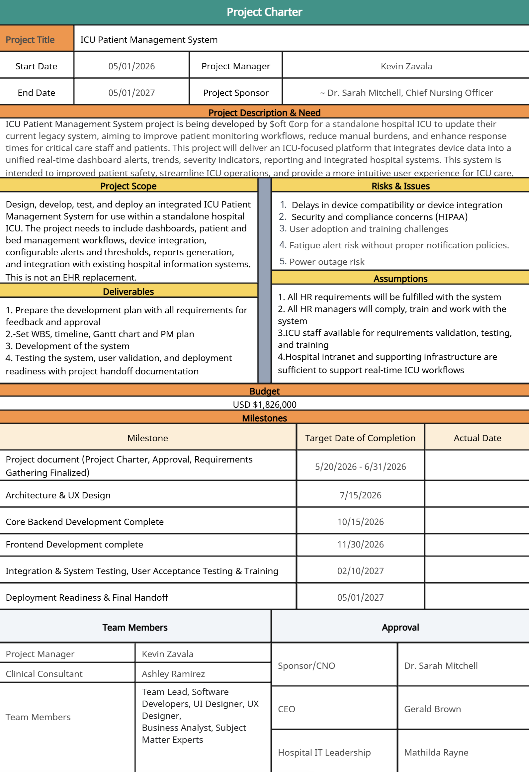 Project Charter
Project Title
ICU Patient Management System
Start Date
05/01/2026
Project Manager
Kevin Zavala
End Date
05/01/2027
Project Sponsor
~ Dr. Sarah Mitchell, Chief Nursing Officer
Project Description & Need
ICU Patient Management System project is being developed by Soft Corp for a standalone hospital ICU to update their
current legacy system, aiming to improve patient monitoring workflows, reduce manual burdens, and enhance response
times for critical care staff and patients. This project will deliver an ICU-focused platform that integrates device data into a
unified real-time dashboard alerts, trends, severity indicators, reporting and integrated hospital systems. This system is
intended to improved patient safety, streamline ICU operations, and provide a more intuitive user experience for ICU care.
Project Scope
Design, develop, test, and deploy an integrated ICU Patient
Management System for use within a standalone hospital
ICU. The project needs to include dashboards, patient and
bed management workflows, device integration,
configurable alerts and thresholds, reports generation,
and integration with existing hospital information systems.
This is not an EHR replacement.
Deliverables
1. Prepare the development plan with all requirements for
feedback and approval
2.-Set WBS, timeline, Gantt chart and PM plan
3. Development of the system
4. Testing the system, user validation, and deployment
readiness with project handoff documentation
Risks & Issues
1. Delays in device compatibility or device integration
2. Security and compliance concerns (HIPAA)
3. User adoption and training challenges
4. Fatigue alert risk without proper notification policies.
5. Power outage risk
Assumptions
1. All HR requirements will be fulfilled with the system
2. All HR managers will comply, train and work with the
system
3.ICU staff available for requirements validation, testing,
and training
4.Hospital intranet and supporting infrastructure are
sufficient to support real-time ICU workflows
Budget
USD $1,826,000
Milestones
Milestone
Target Date of Completion
Actual Date
Project document (Project Charter, Approval, Requirements
Gathering Finalized)
5/20/2026 - 6/31/2026
Architecture & UX Design
7/15/2026
Core Backend Development Complete
10/15/2026
Frontend Development complete
11/30/2026
Integration & System Testing, User Acceptance Testing & Training
02/10/2027
Deployment Readiness & Final Handoff
05/01/2027
Team Members
Project Manager
Kevin Zavala
Clinical Consultant
Ashley Ramirez
Team Members
Team Lead, Software
Developers, UI Designer, UX
Designer,
Business Analyst, Subject
Matter Experts
Approval
Sponsor/CNO
Dr. Sarah Mitchell
CEO
Gerald Brown
Hospital IT Leadership
Mathilda Rayne